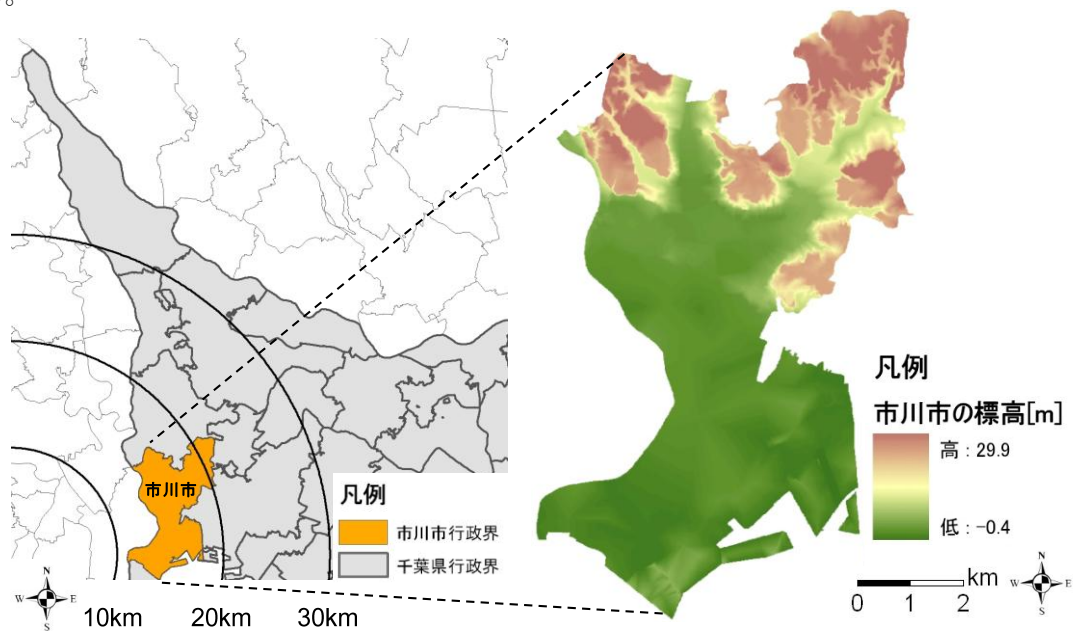 。
市川市
凡例
市川市行政界
千葉県行政界
N
W
E
S
10km
20km
30km
凡例
市川市の標高[m]
高：29.9
低：-0.4
km
0
1
2
N
W
E
S